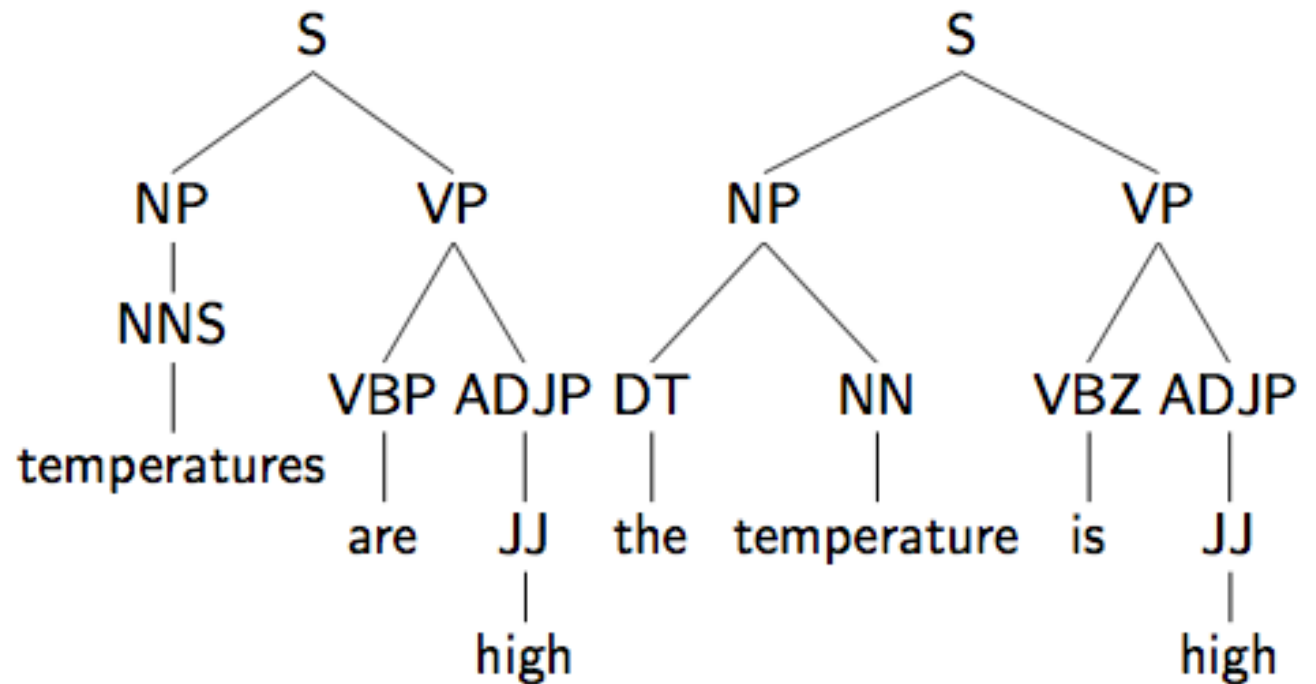 S S
NP VP NP VP
NNS
VBP ADJP DT NN VBZ ADJP
temperatures
are JJ the temperature is JJ
high high